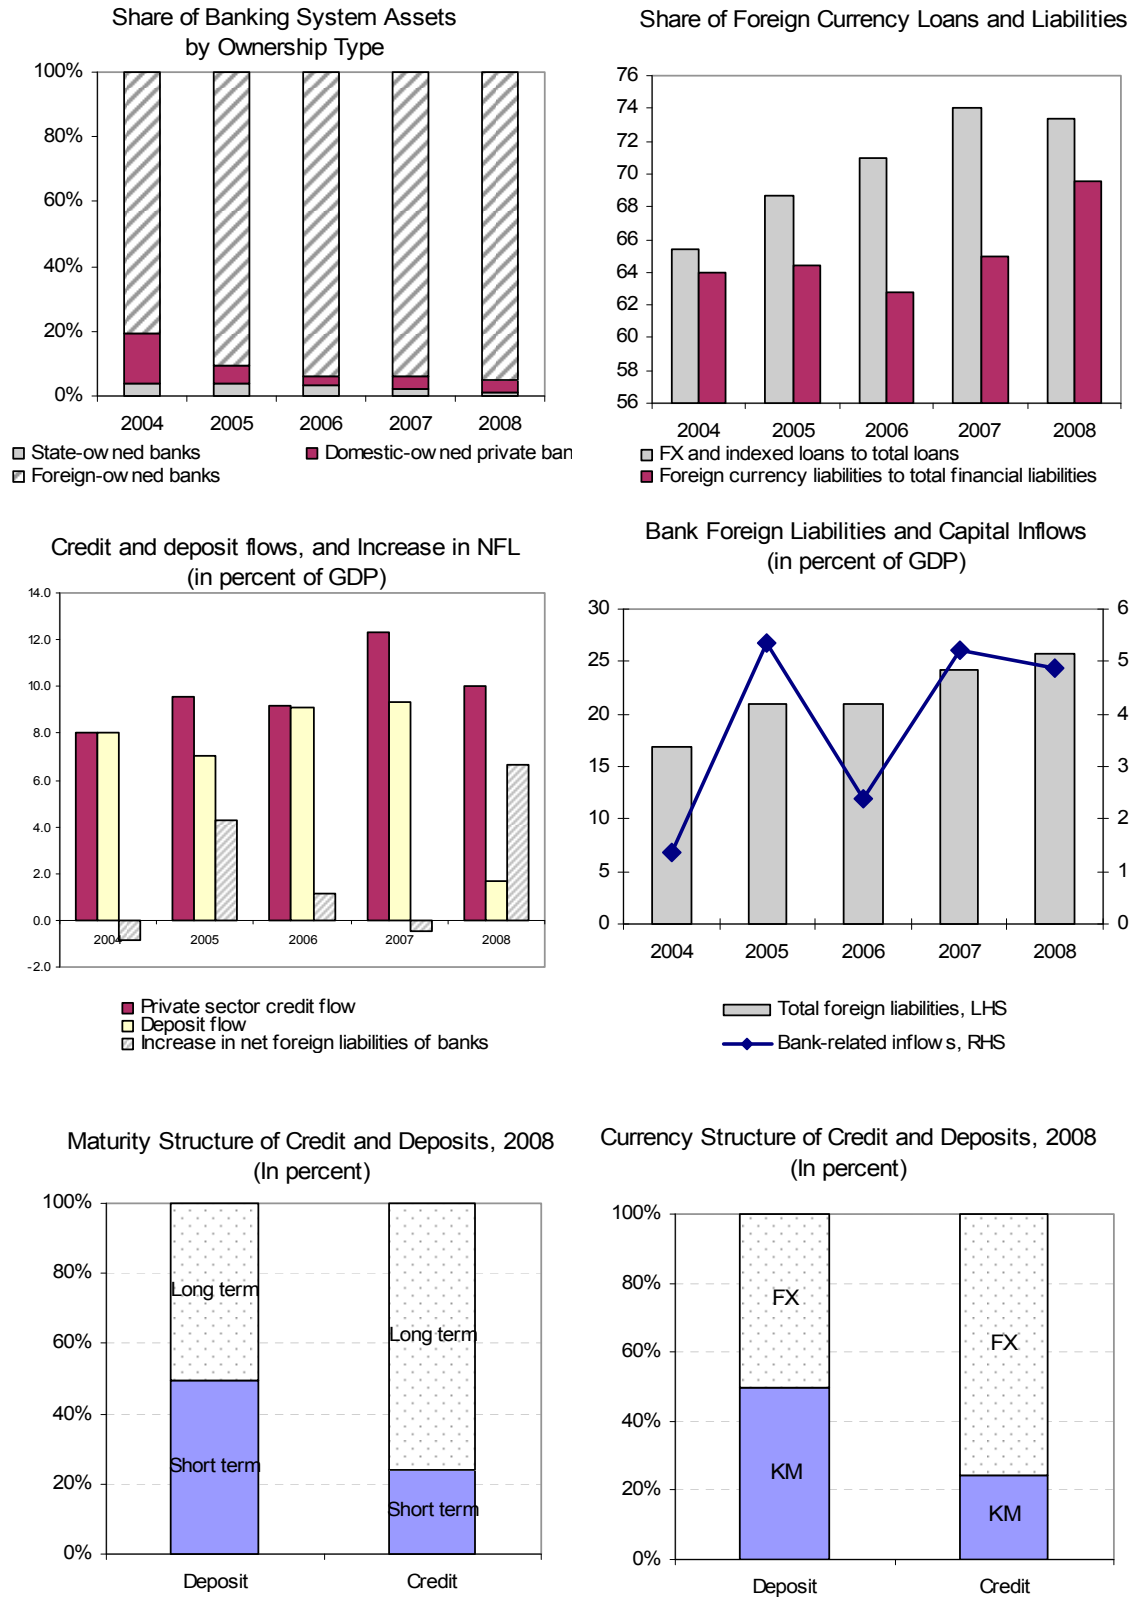 Share of Banking System Assets
by Ownership Type
100%
80%
60%
40%
20%
0%
2004 2005 2006 2007 2008
State-owned banks Domestic-owned private ban
Foreign-owned banks
Share of Foreign Currency Loans and Liabilities
76
74
72
70
68
66
64
62
60
58
56
2004 2005 2006 2007 2008
FX and indexed loans to total loans
Foreign currency liabilities to total financial liabilities
Credit and deposit flows, and Increase in NFL
(in percent of GDP)
14.0
12.0
10.0
8.0
6.0
4.0
2.0
0.0
-2.0
2004 2005 2006 2007 2008
Private sector credit flow
Deposit flow
Increase in net foreign liabilities of banks
Bank Foreign Liabilities and Capital Inflows
(in percent of GDP)
30 6
25 5
20 4
15 3
10 2
5 1
0 0
2004 2005 2006 2007 2008
Total foreign liabilities, LHS
Bank-related inflows, RHS
Maturity Structure of Credit and Deposits, 2008
(In percent)
100%
80%
Long term
60%
Long term
40%
Short term
20%
Short term
0%
Deposit Credit
Currency Structure of Credit and Deposits, 2008
(In percent)
100%
80%
FX
60%
FX
40%
KM
20%
KM
0%
Deposit Credit